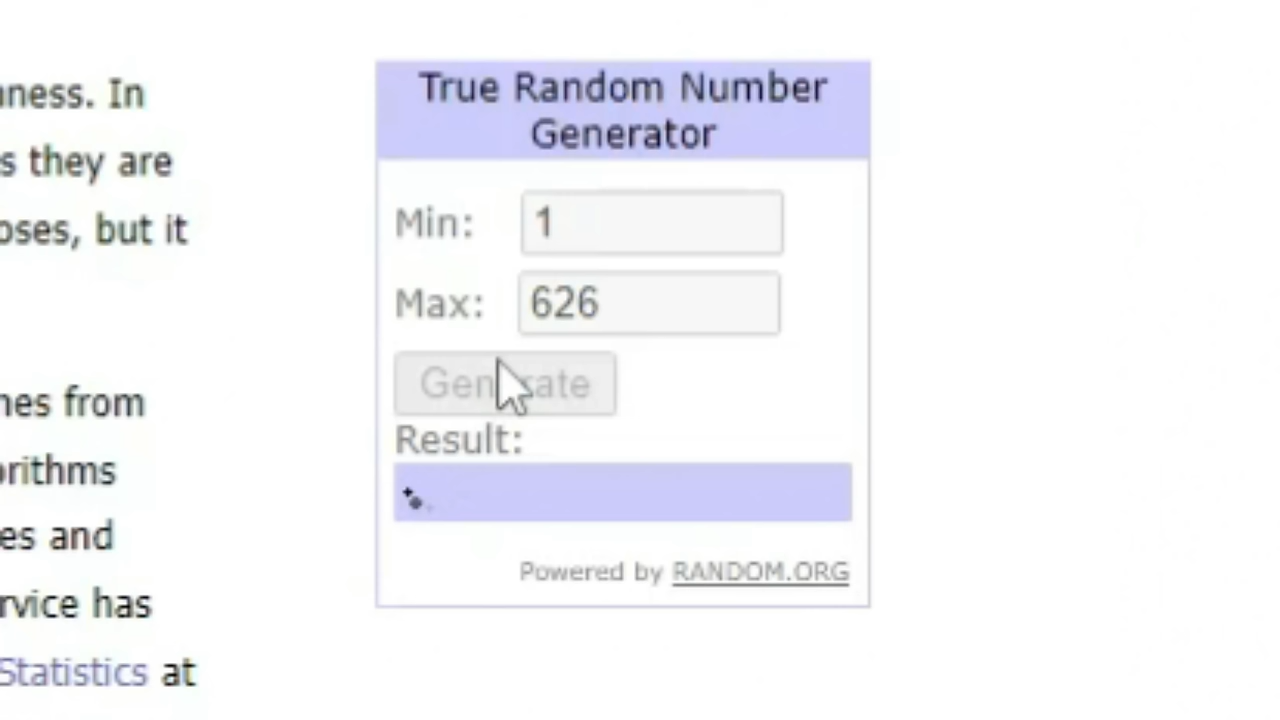 ness. In
s they are
oses, but it
nes from
orithms
es and
rvice has
Statistics at
True Random Number
Generator
Min: 1
Max: 626
Generate
Result:
Powered by RANDOM.ORG